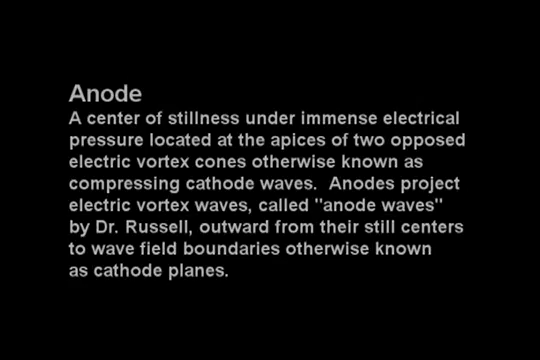 Anode
A center of stillness under immense electrical
pressure located at the apices of two opposed
electric vortex cones otherwise known as
compressing cathode waves.  Anodes project
electric vortex waves, called "anode waves"
by Dr. Russell, outward from their still centers
to wave field boundaries otherwise known
as cathode planes.